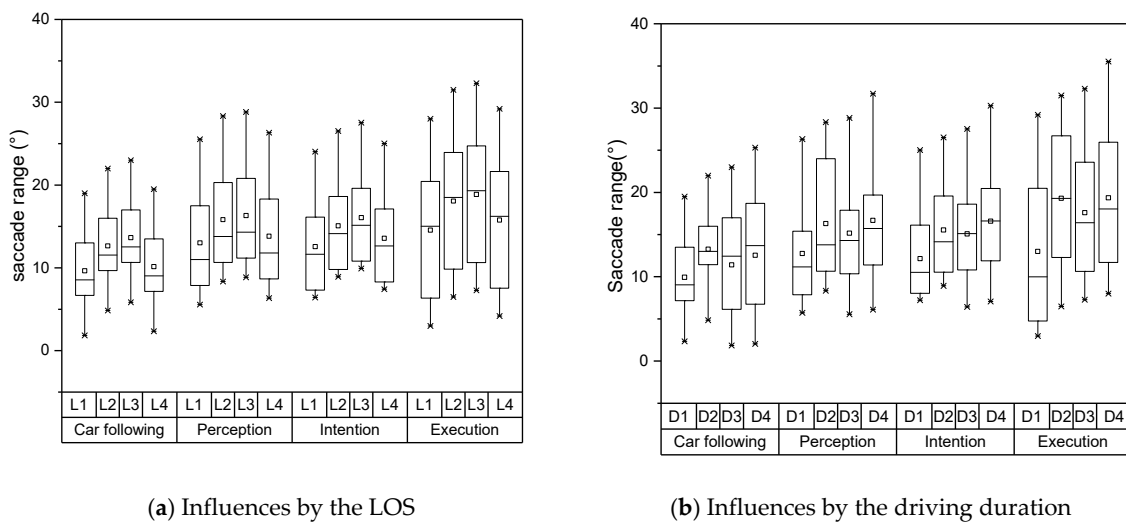 40
30
20
10
0
saccade range (°)
L1 L2 L3 L4 L1 L2 L3 L4 L1 L2 L3 L4 L1 L2 L3 L4
Car following Perception Intention Execution
(a) Influences by the LOS
40
30
20
10
0
Saccade range(°)
D1 D2 D3 D4 D1 D2 D3 D4 D1 D2 D3 D4 D1 D2 D3 D4
Car following Perception Intention Execution
(b) Influences by the driving duration